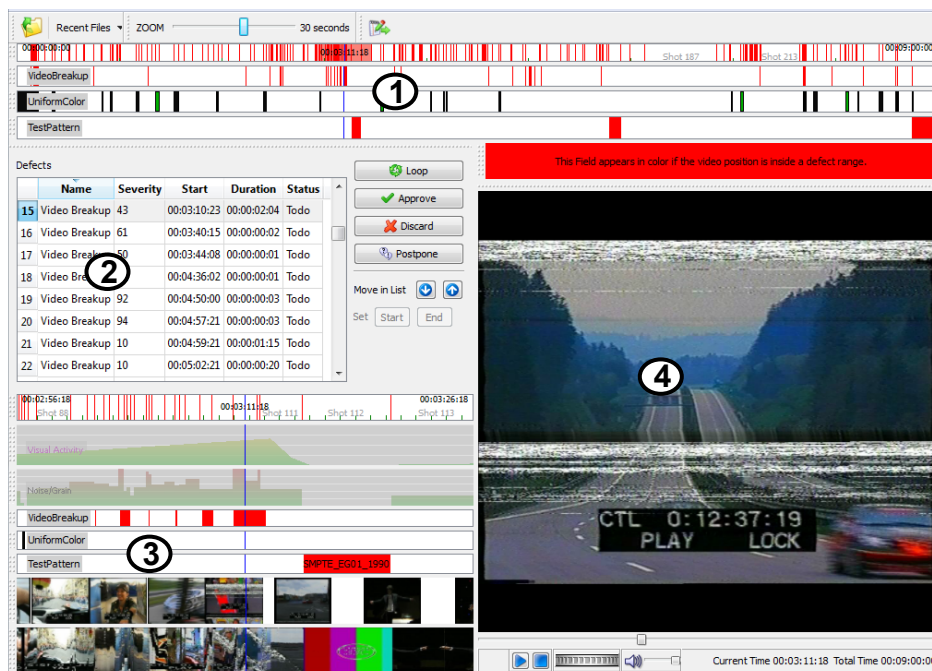 Recent Files ZOOM 30 seconds
00:00:00:00 00:03:11:18 Shot 187 Shot 213 00:09:00:00
VideoBreakup
UniformColor
1
TestPattern
Defects
Name Severity Start Duration Status
15 Video Breakup 43 00:03:10:23 00:00:02:04 Todo
16 Video Breakup 61 00:03:40:15 00:00:00:02 Todo
17 Video Breakup 50 00:03:44:08 00:00:00:01 Todo
18 Video Breakup 00:04:36:02 00:00:00:01 Todo
2
19 Video Breakup 92 00:04:50:00 00:00:00:03 Todo
20 Video Breakup 94 00:04:57:21 00:00:00:03 Todo
21 Video Breakup 10 00:04:59:21 00:00:01:15 Todo
22 Video Breakup 10 00:05:02:21 00:00:00:20 Todo
Loop
Approve
Discard
Postpone
Move in List
Set Start End
This Field appears in color if the video position is inside a defect range.
4
CTL 0:12:37:19
PLAY LOCK
00:02:56:18 00:03:11:18 00:03:26:18
Shot 88 Shot 111 Shot 112 Shot 113
Visual Activity
Noise/Grain
VideoBreakup
UniformColor
3
TestPattern SMPTE_EG01_1990
Current Time 00:03:11:18 Total Time 00:09:00:00